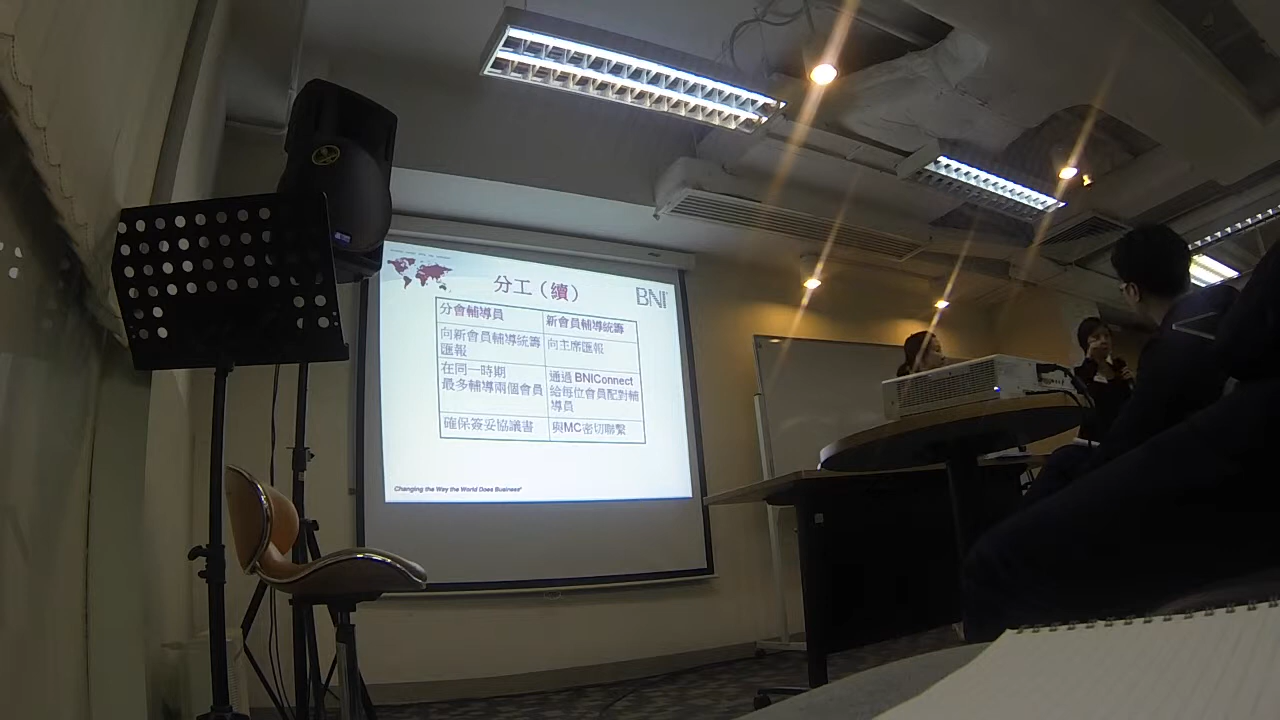 分工（續）
BNI
分會輔導員
新會員輔導統籌
向新會員輔導統籌
匯報
向主席匯報
在同一時期
最多輔導兩個會員
通過 BNIConnect
給每位會員配對輔
導員
確保簽妥協議書
與MC密切聯繫
Changing the Way the World Does Business®